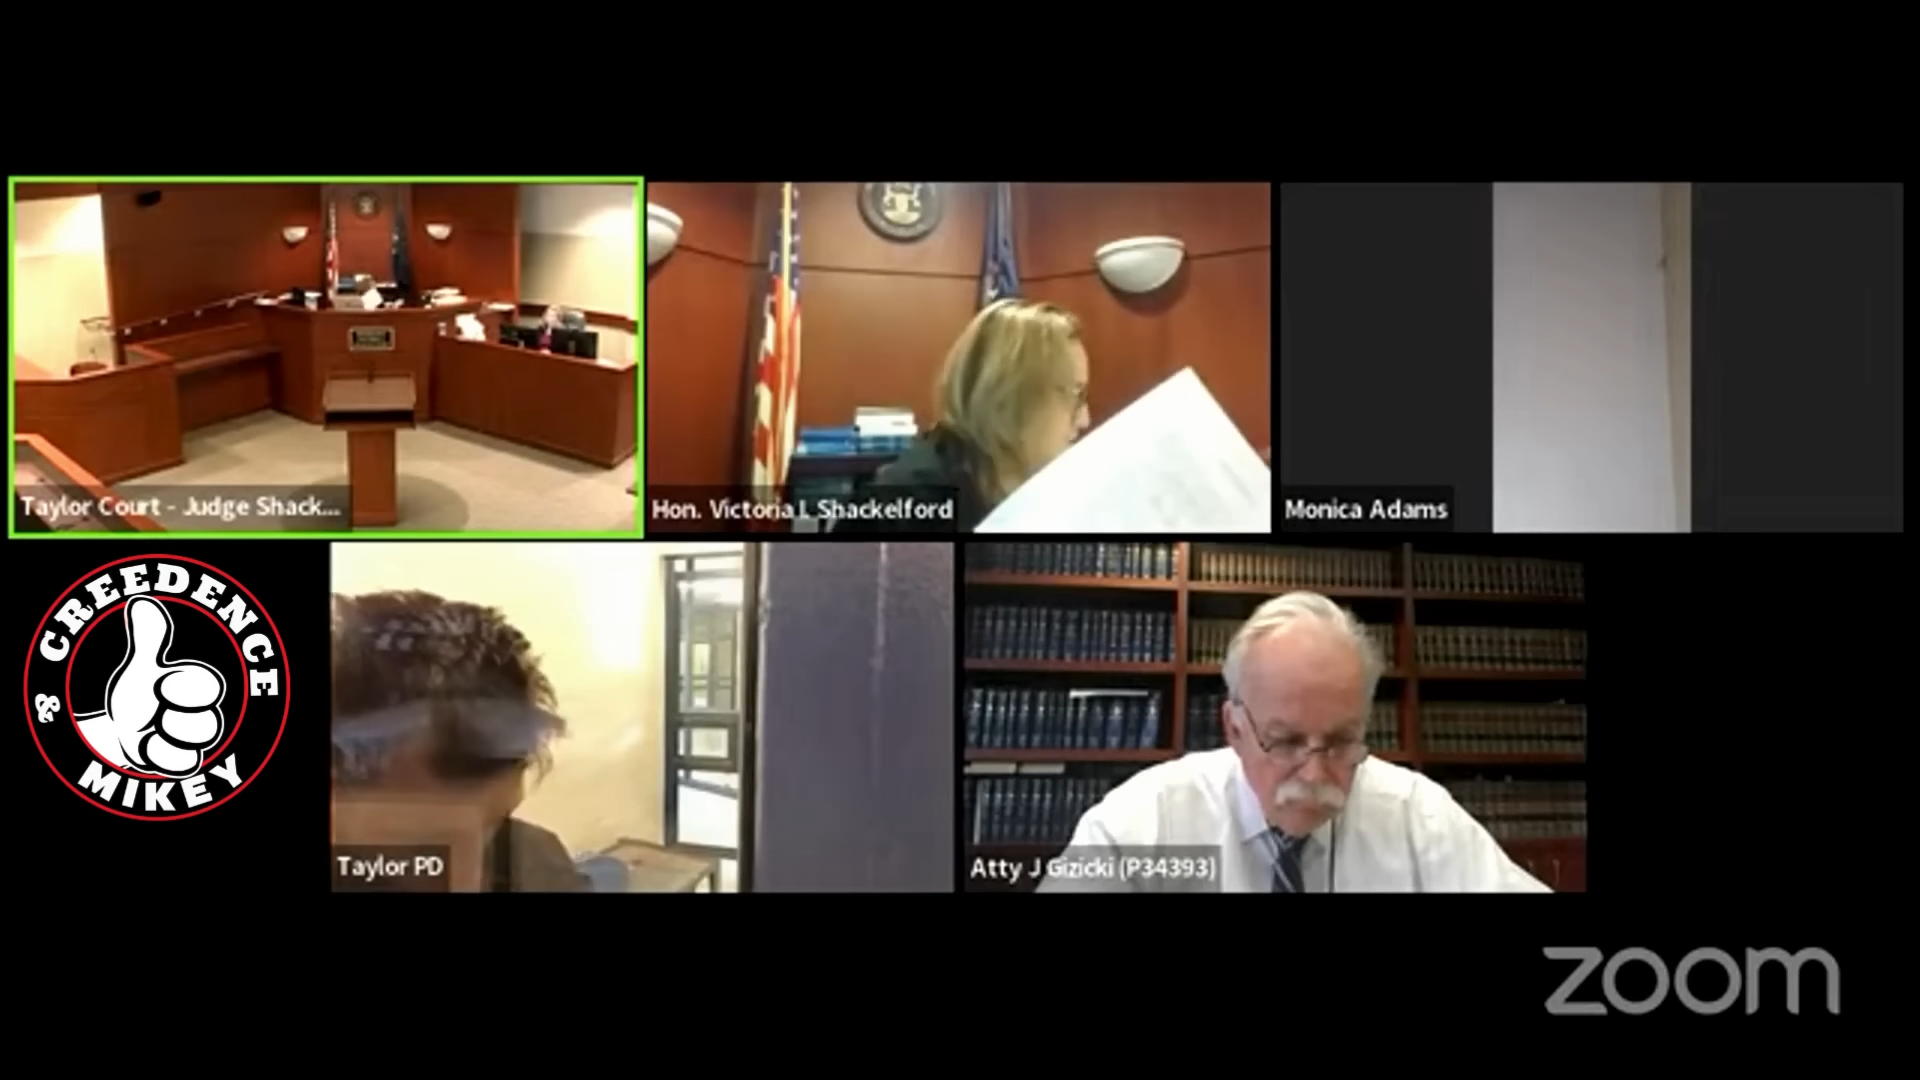 Taylor Court - Judge Shack...
Hon. Victoria L Shackelford
Monica Adams
CREEDENCE
&
MIKEY
Taylor PD
Atty J Gizicki (P34393)
zoom